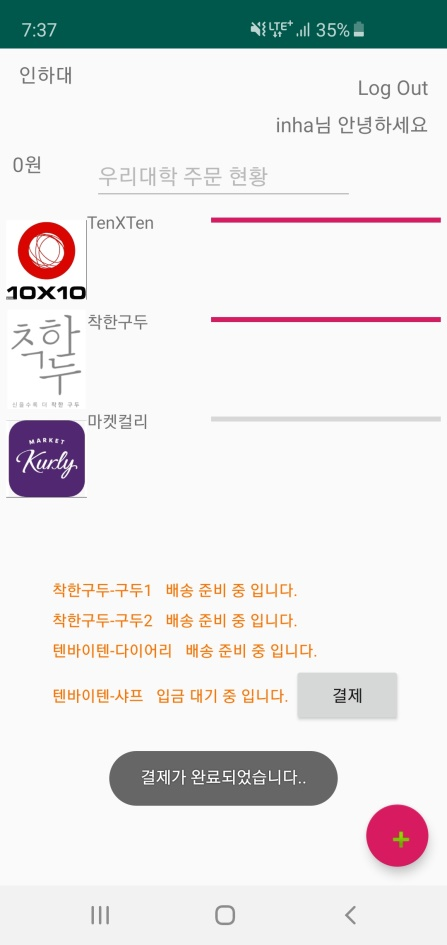 7:37 LTE+ 35%
인하대
Log Out
inha님 안녕하세요
0원
우리대학 주문 현황
TenXTen
10X10
착한구두
착한
구두
신을수록 더 착한 구두
마켓컬리
MARKET
Kurly
착한구두-구두1 배송 준비 중 입니다.
착한구두-구두2 배송 준비 중 입니다.
텐바이텐-다이어리 배송 준비 중 입니다.
텐바이텐-샤프 입금 대기 중 입니다. 결제
결제가 완료되었습니다..
+